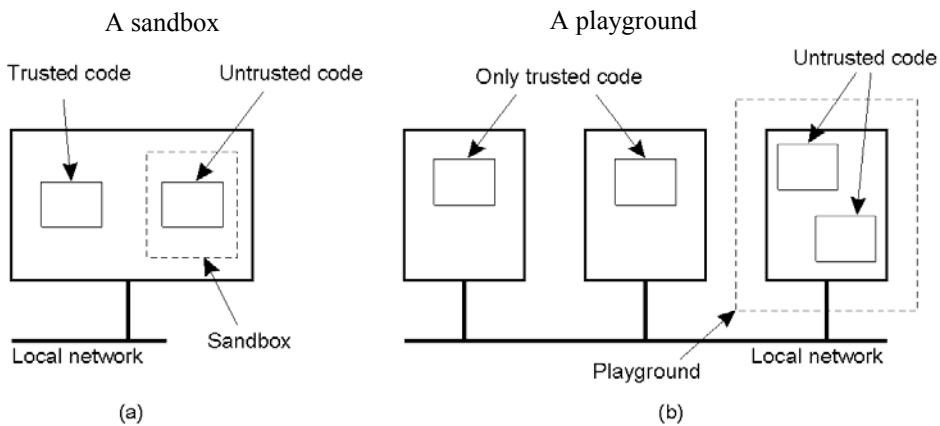 A sandbox
Trusted code
Untrusted code
Sandbox
Local network
(a)
A playground
Only trusted code
Untrusted code
Playground
Local network
(b)